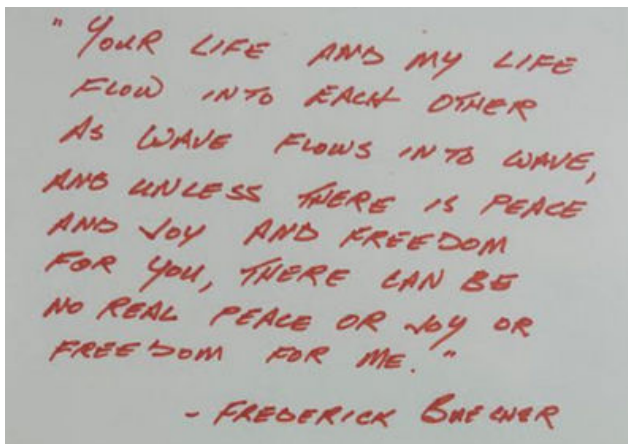 "YOUR LIFE AND MY LIFE
FLOW INTO EACH OTHER
AS WAVE FLOWS INTO WAVE,
AND UNLESS THERE IS PEACE
AND JOY AND FREEDOM
FOR YOU, THERE CAN BE
NO REAL PEACE OR JOY OR
FREEDOM FOR ME."
- FREDERICK BUECHNER